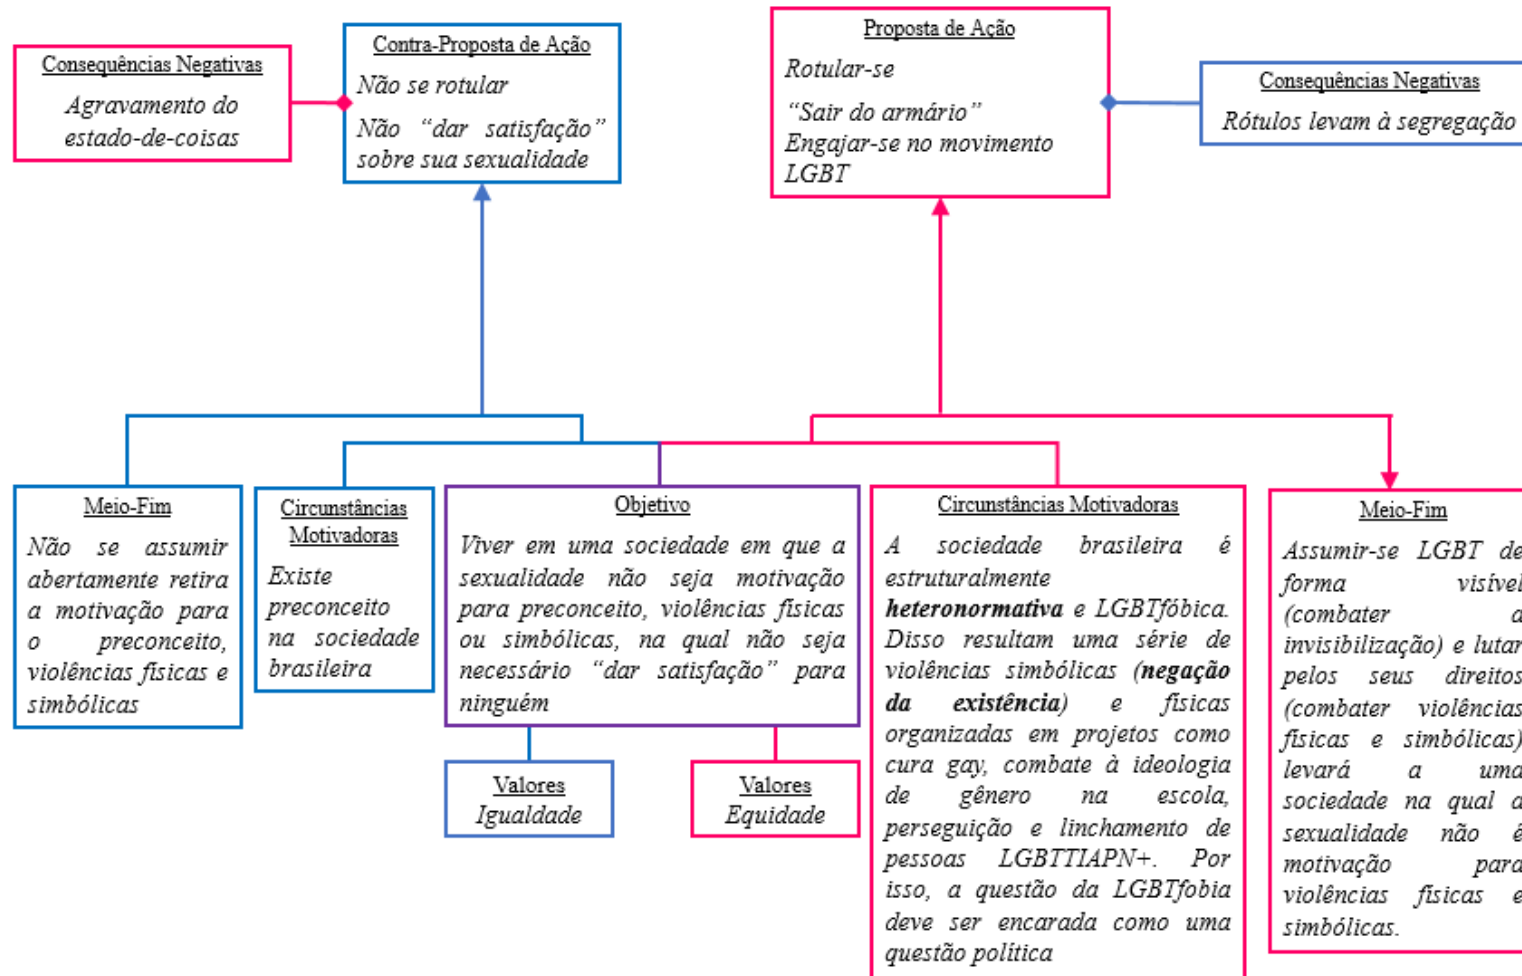 Consequências Negativas
Agravamento do
estado-de-coisas
Contra-Proposta de Ação
Não se rotular
Não “dar satisfação”
sobre sua sexualidade
Proposta de Ação
Rotular-se
“Sair do armário”
Engajar-se no movimento
LGBT
Consequências Negativas
Rótulos levam à segregação
Meio-Fim
Não se assumir
abertamente retira
a motivação para
o preconceito,
violências físicas e
simbólicas
Circunstâncias
Motivadoras
Existe
preconceito
na sociedade
brasileira
Objetivo
Viver em uma sociedade em que a
sexualidade não seja motivação
para preconceito, violências físicas
ou simbólicas, na qual não seja
necessário “dar satisfação” para
ninguém
Valores
Igualdade
Valores
Equidade
Circunstâncias Motivadoras
A sociedade brasileira é
estruturalmente
heteronormativa e LGBTfóbica.
Disso resultam uma série de
violências simbólicas (negação
da existência) e físicas
organizadas em projetos como
cura gay, combate à ideologia
de gênero na escola,
perseguição e linchamento de
pessoas LGBTTIAPN+. Por
isso, a questão da LGBTfobia
deve ser encarada como uma
questão política
Meio-Fim
Assumir-se LGBT de
forma visível
(combater a
invisibilização) e lutar
pelos seus direitos
(combater violências
físicas e simbólicas)
levará a uma
sociedade na qual a
sexualidade não é
motivação para
violências físicas e
simbólicas.